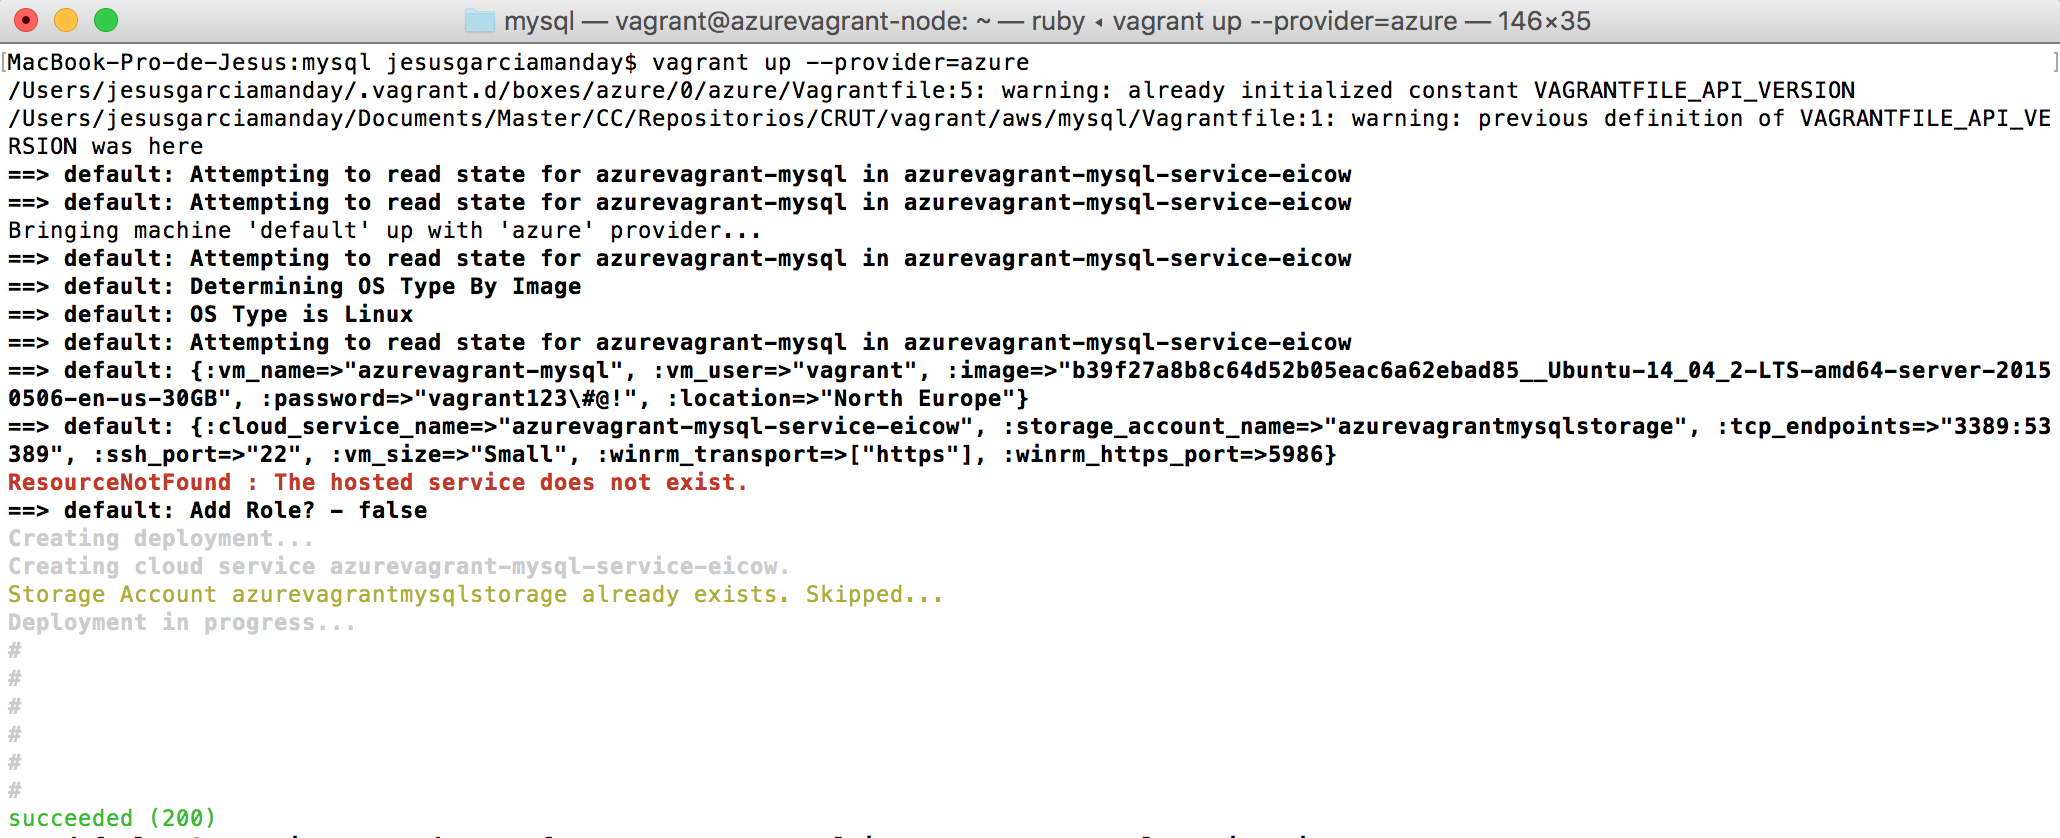 mysql — vagrant@azurevagrant-node: ~ — ruby ◂ vagrant up --provider=azure — 146×35
[MacBook-Pro-de-Jesus:mysql jesusgarciamanday$ vagrant up --provider=azure ]
/Users/jesusgarciamanday/.vagrant.d/boxes/azure/0/azure/Vagrantfile:5: warning: already initialized constant VAGRANTFILE_API_VERSION
/Users/jesusgarciamanday/Documents/Master/CC/Repositorios/CRUT/vagrant/aws/mysql/Vagrantfile:1: warning: previous definition of VAGRANTFILE_API_VE
RSION was here
==> default: Attempting to read state for azurevagrant-mysql in azurevagrant-mysql-service-eicow
==> default: Attempting to read state for azurevagrant-mysql in azurevagrant-mysql-service-eicow
Bringing machine 'default' up with 'azure' provider...
==> default: Attempting to read state for azurevagrant-mysql in azurevagrant-mysql-service-eicow
==> default: Determining OS Type By Image
==> default: OS Type is Linux
==> default: Attempting to read state for azurevagrant-mysql in azurevagrant-mysql-service-eicow
==> default: {:vm_name=>"azurevagrant-mysql", :vm_user=>"vagrant", :image=>"b39f27a8b8c64d52b05eac6a62ebad85__Ubuntu-14_04_2-LTS-amd64-server-2015
0506-en-us-30GB", :password=>"vagrant123\#@!", :location=>"North Europe"}
==> default: {:cloud_service_name=>"azurevagrant-mysql-service-eicow", :storage_account_name=>"azurevagrantmysqlstorage", :tcp_endpoints=>"3389:53
389", :ssh_port=>"22", :vm_size=>"Small", :winrm_transport=>["https"], :winrm_https_port=>5986}
ResourceNotFound : The hosted service does not exist.
==> default: Add Role? - false
Creating deployment...
Creating cloud service azurevagrant-mysql-service-eicow.
Storage Account azurevagrantmysqlstorage already exists. Skipped...
Deployment in progress...
#
#
#
#
#
#
succeeded (200)